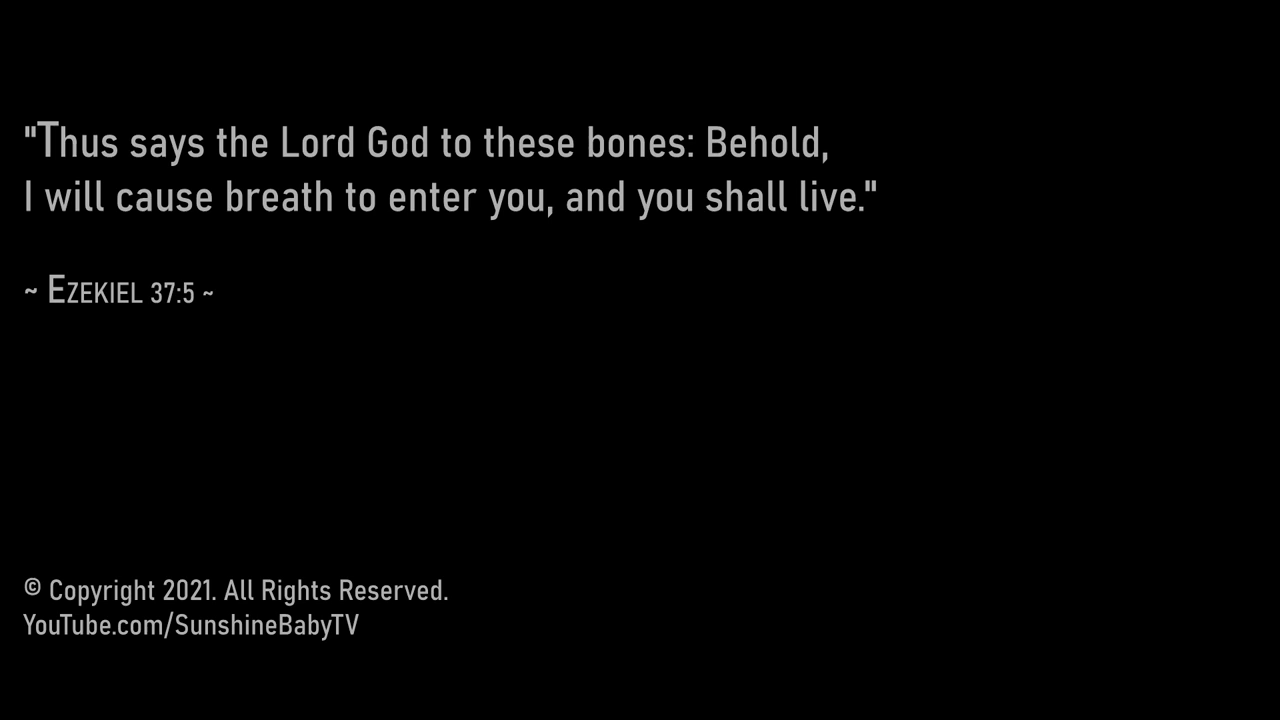 "Thus says the Lord God to these bones: Behold,
I will cause breath to enter you, and you shall live."
~ Ezekiel 37:5 ~
© Copyright 2021. All Rights Reserved.
YouTube.com/SunshineBabyTV